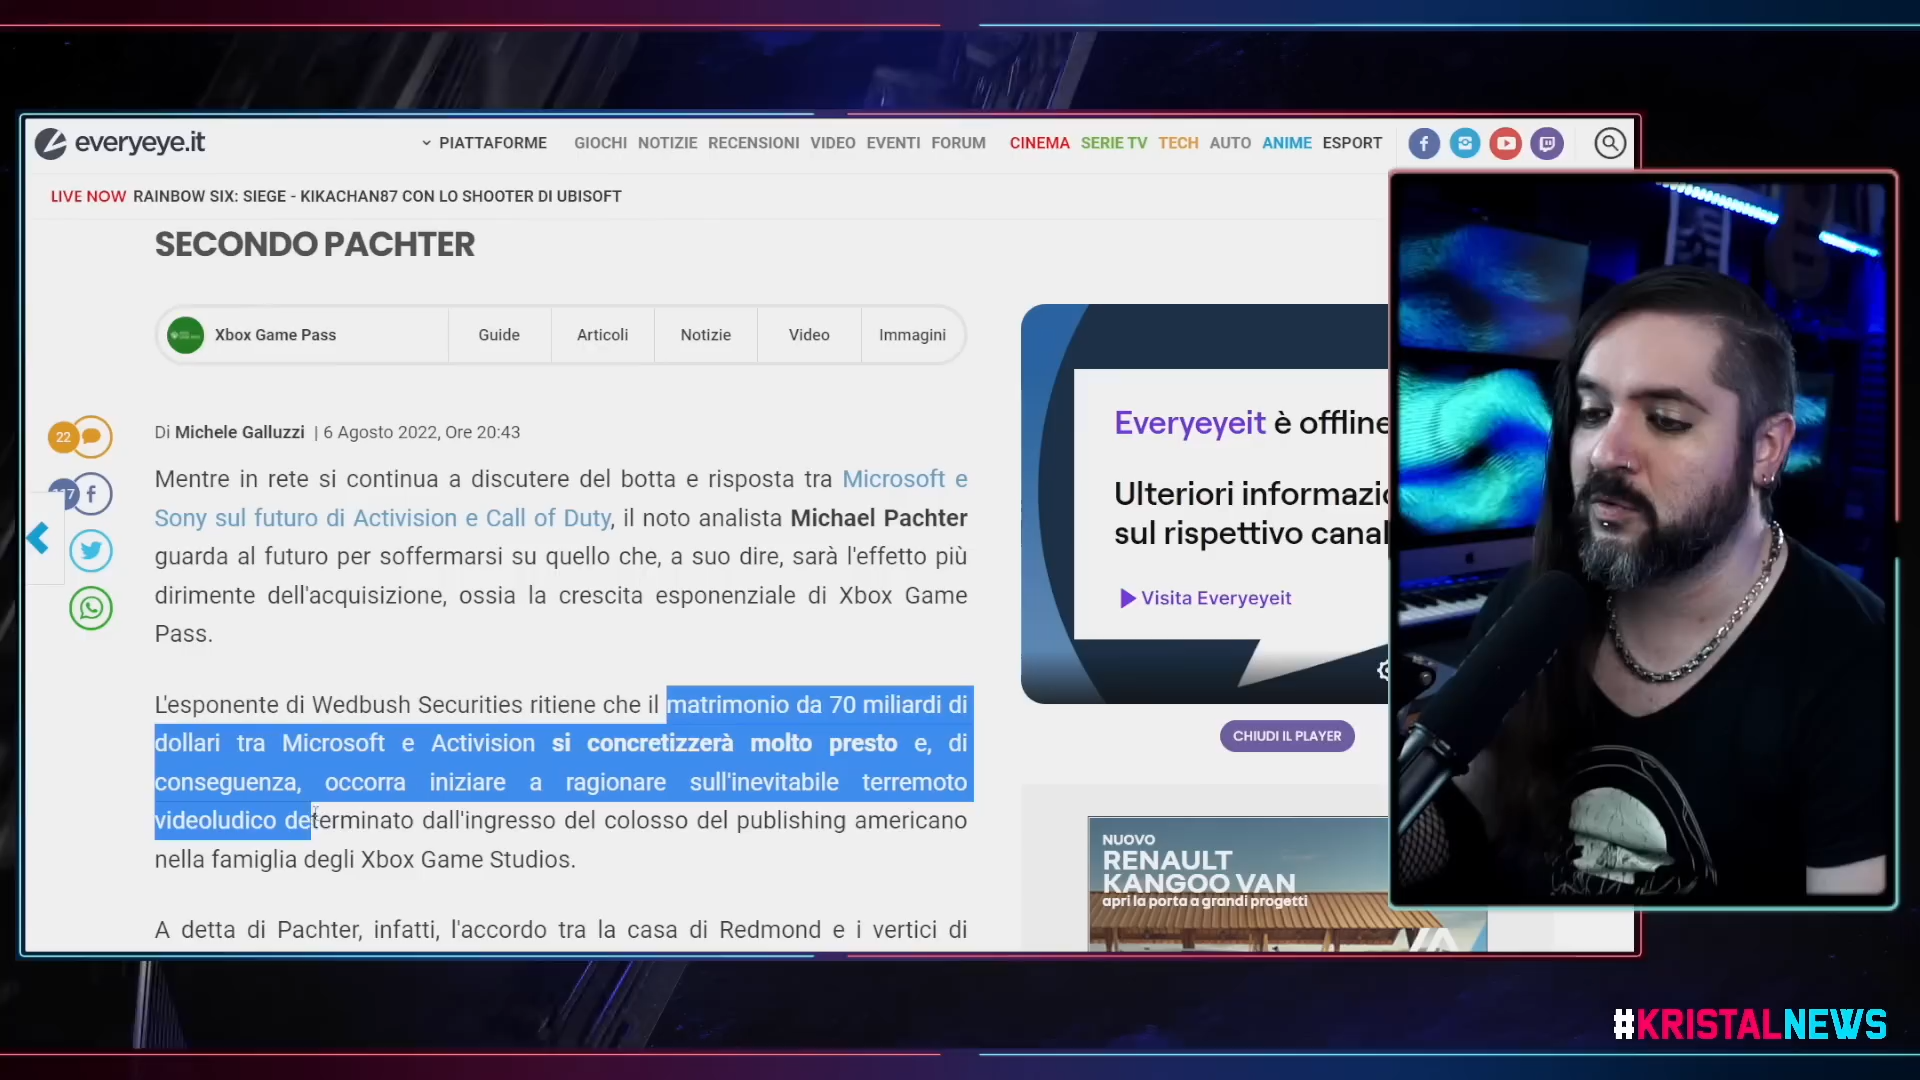 everyeye.it
PIATTAFORME GIOCHI NOTIZIE RECENSIONI VIDEO EVENTI FORUM CINEMA SERIE TV TECH AUTO ANIME ESPORT
LIVE NOW RAINBOW SIX: SIEGE - KIKACHAN87 CON LO SHOOTER DI UBISOFT
SECONDO PACHTER
Xbox Game Pass Guide Articoli Notizie Video Immagini
22
Di Michele Galluzzi | 6 Agosto 2022, Ore 20:43
Mentre in rete si continua a discutere del botta e risposta tra Microsoft e
Sony sul futuro di Activision e Call of Duty, il noto analista Michael Pachter
guarda al futuro per soffermarsi su quello che, a suo dire, sarà l'effetto più
dirimente dell'acquisizione, ossia la crescita esponenziale di Xbox Game
Pass.
L'esponente di Wedbush Securities ritiene che il matrimonio da 70 miliardi di
dollari tra Microsoft e Activision si concretizzerà molto presto e, di
conseguenza, occorra iniziare a ragionare sull'inevitabile terremoto
videoludico determinato dall'ingresso del colosso del publishing americano
nella famiglia degli Xbox Game Studios.
A detta di Pachter, infatti, l'accordo tra la casa di Redmond e i vertici di
Everyeyeit è offline
Ulteriori informazio
sul rispettivo canal
Visita Everyeyeit
CHIUDI IL PLAYER
NUOVO
RENAULT
KANGOO VAN
apri la porta a grandi progetti
#KRISTALNEWS